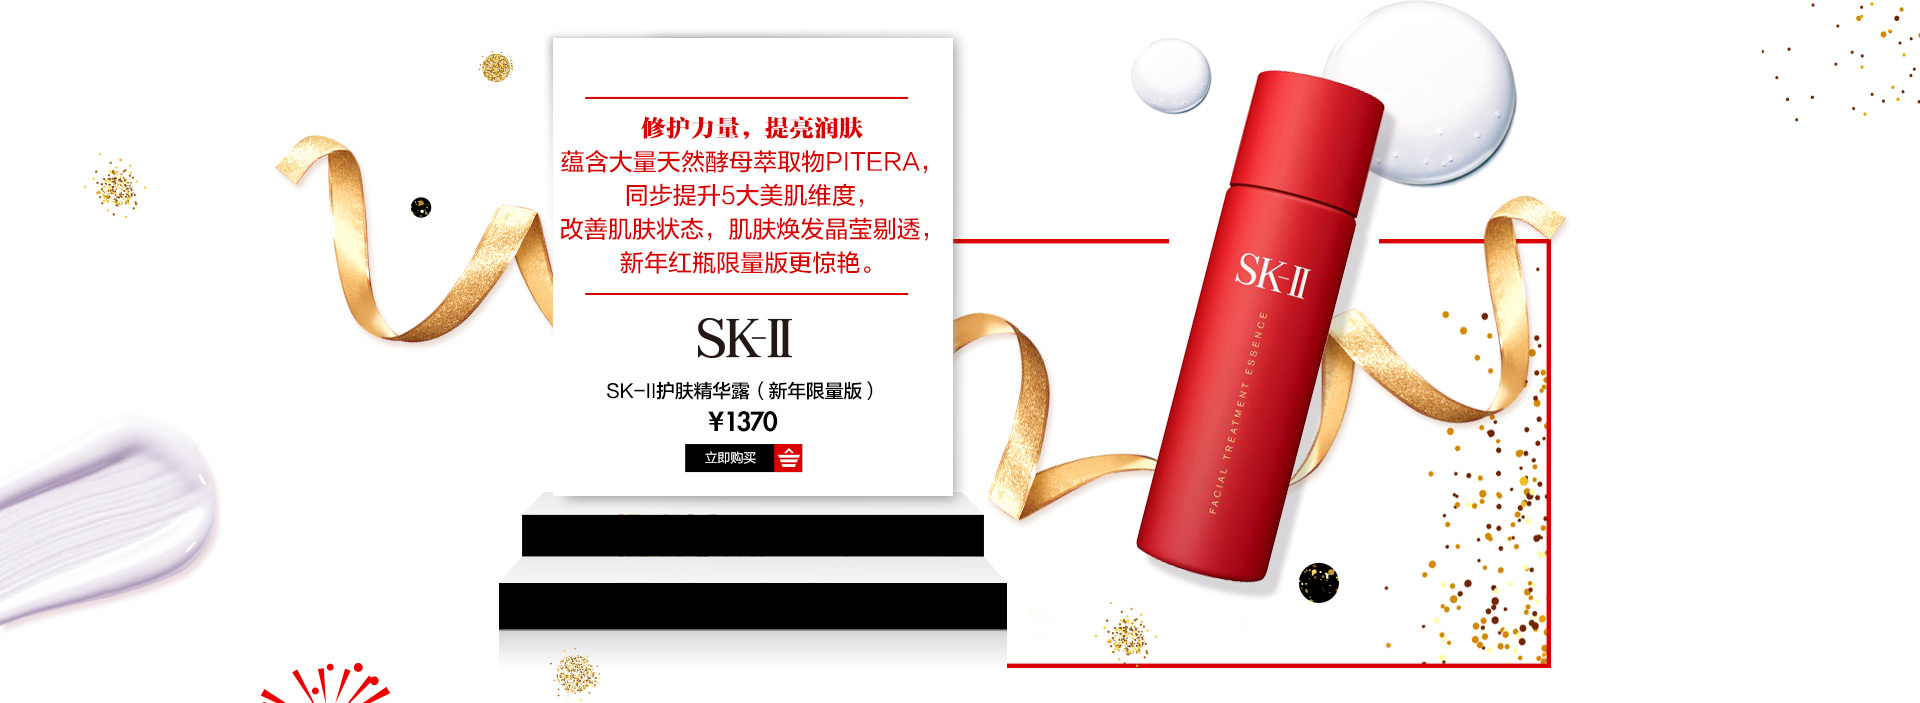 修护力量，提亮润肤
蕴含大量天然酵母萃取物PITERA，
同步提升5大美肌维度，
改善肌肤状态，肌肤焕发晶莹剔透，
新年红瓶限量版更惊艳。
SK-II
SK-II护肤精华露（新年限量版）
¥1370
立即购买
SK-II
FACIAL TREATMENT ESSENCE